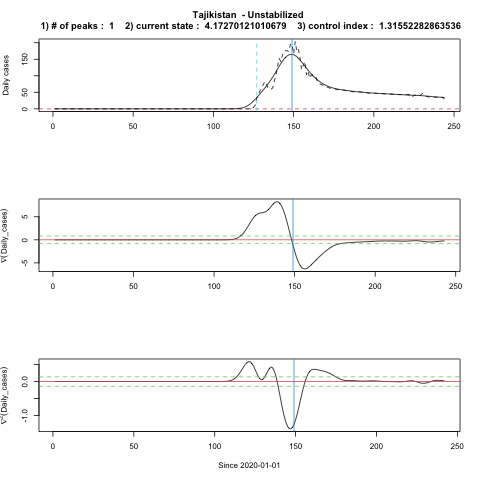 Tajikistan - Unstabilized
1) # of peaks : 1 2) current state : 4.17270121010679 3) control index : 1.31552282863536
Daily cases
0 50 150
0 50 100 150 200 250
∇(Daily_cases)
-5 0 5
0 50 100 150 200 250
∇²(Daily_cases)
-1.0 0.0
0 50 100 150 200 250
Since 2020-01-01